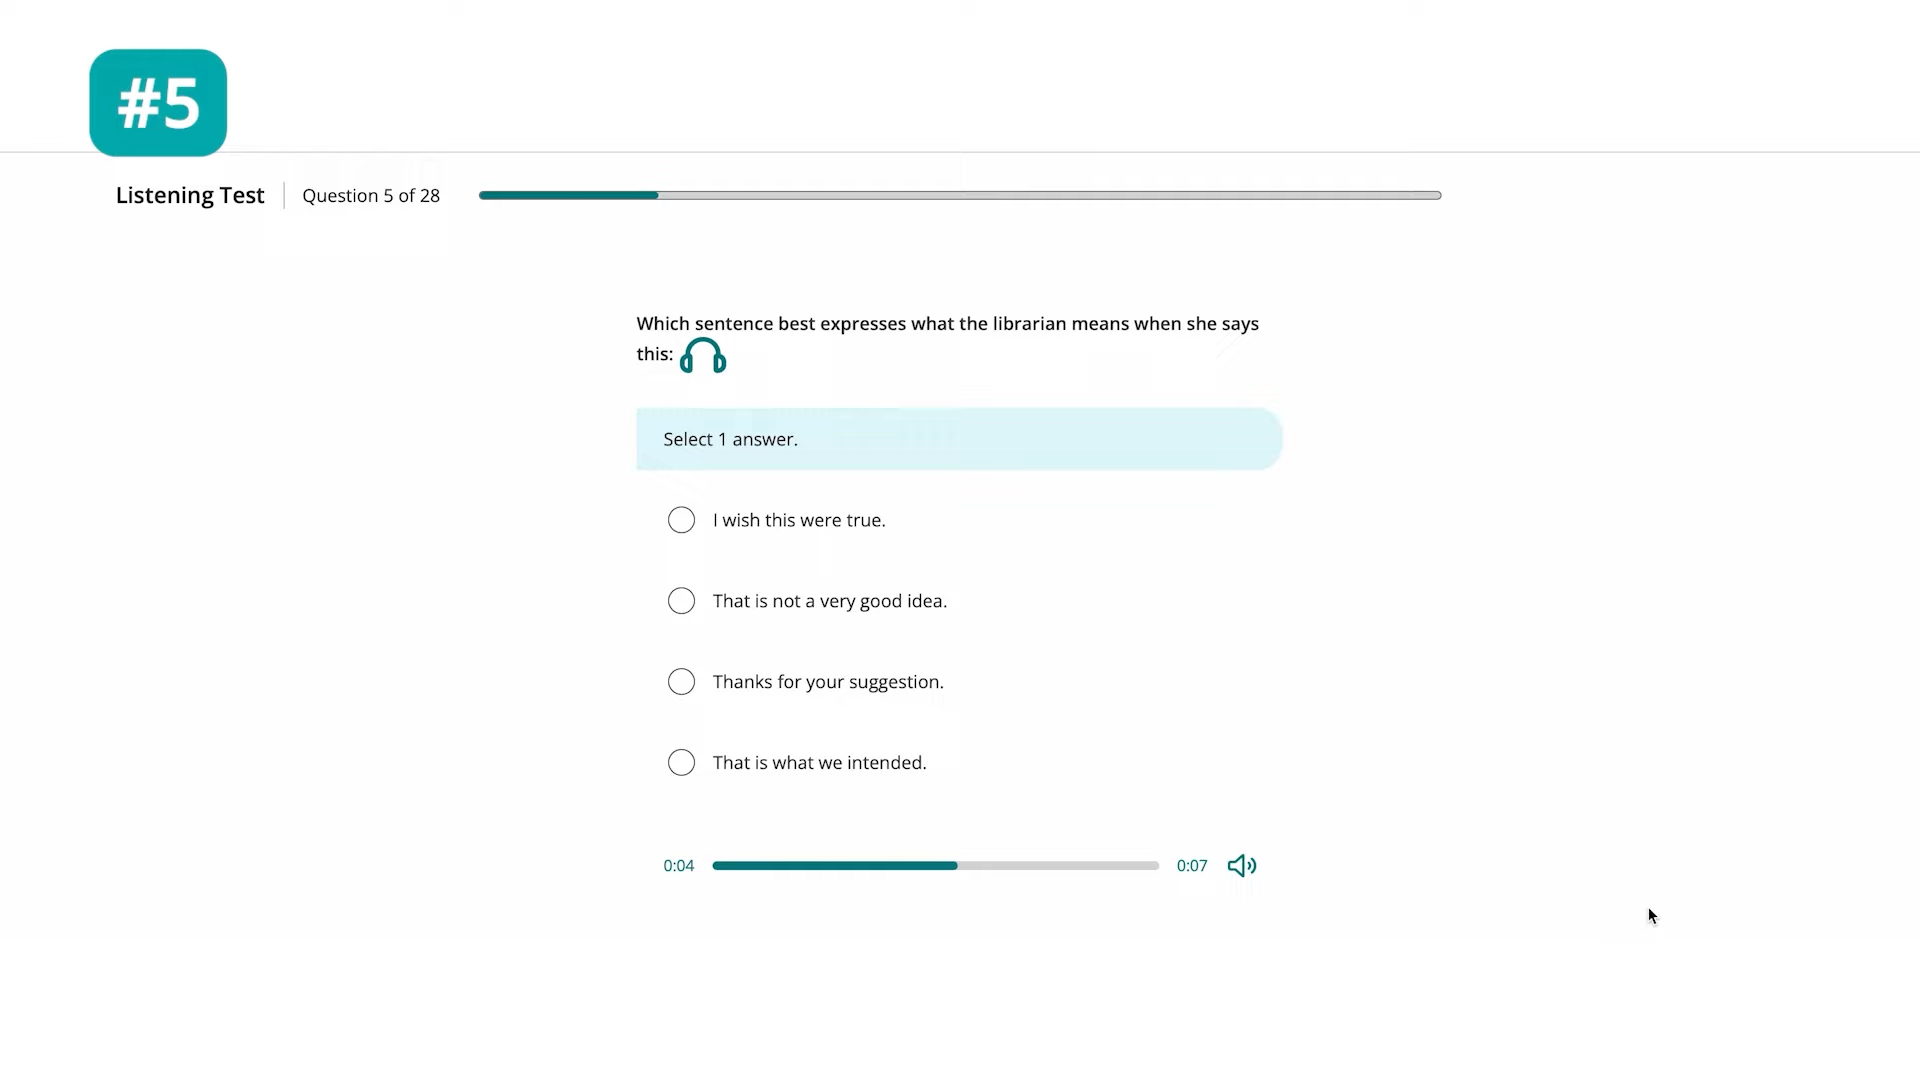 #5
Listening Test
Question 5 of 28
Which sentence best expresses what the librarian means when she says
this:
Select 1 answer.
I wish this were true.
That is not a very good idea.
Thanks for your suggestion.
That is what we intended.
0:04
0:07